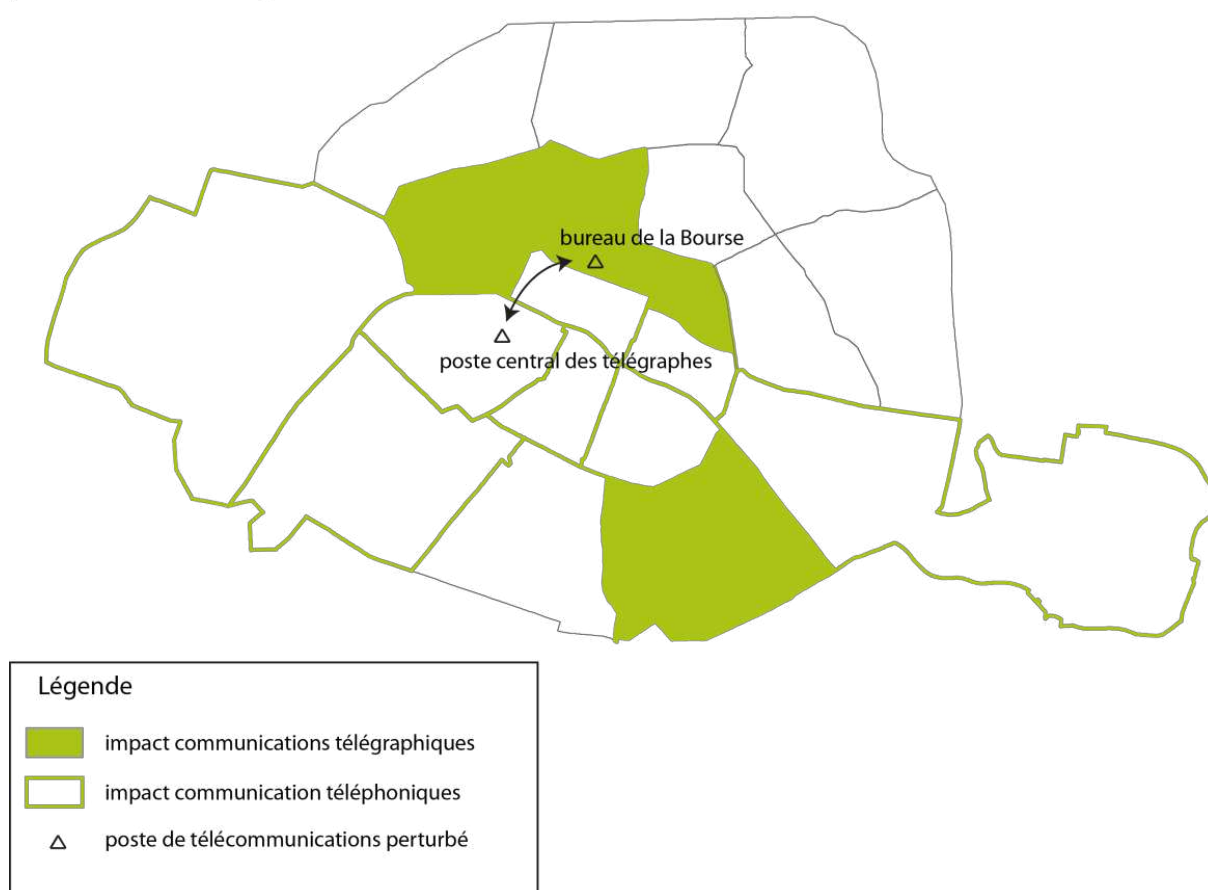 bureau de la Bourse
poste central des télégraphes
Légende
impact communications télégraphiques
impact communication téléphoniques
poste de télécommunications perturbé